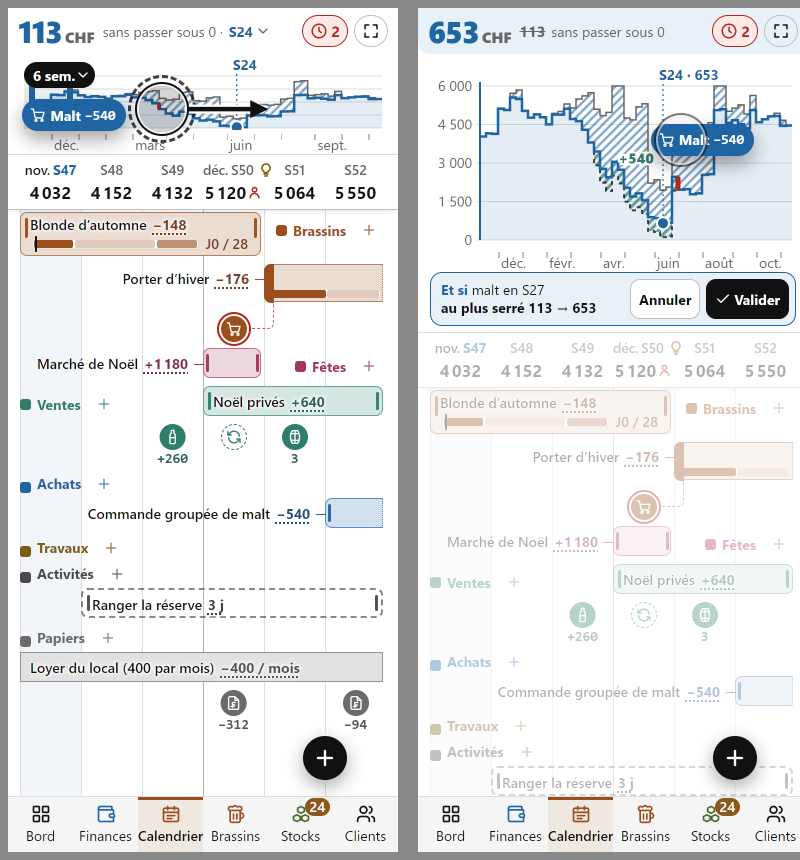 113 CHF sans passer sous 0 · S24
2
S24
6 sem.
Malt −540
déc. mars juin sept.
nov. S47 S48 S49 déc. S50 S51 S52
4 032 4 152 4 132 5 120 5 064 5 550
Blonde d'automne −148
J0 / 28
Brassins +
Porter d'hiver −176
Marché de Noël +1 180
Fêtes +
Ventes +
Noël privés +640
+260
3
Achats +
Commande groupée de malt −540
Travaux +
Activités +
Ranger la réserve 3 j
Papiers +
Loyer du local (400 par mois) −400 / mois
−312
−94
+
Bord Finances Calendrier Brassins Stocks Clients
24
653 CHF 113 sans passer sous 0
2
S24 · 653
6 000
4 500
3 000
1 500
0
Malt −540
+540
déc. févr. avr. juin août oct.
Et si malt en S27
au plus serré 113 → 653
Annuler
Valider
nov. S47 S48 S49 déc. S50 S51 S52
4 032 4 152 4 132 5 120 5 064 5 550
Blonde d'automne −148
J0 / 28
Brassins +
Porter d'hiver −176
Marché de Noël +1 180
Fêtes +
Ventes +
Noël privés +640
+260
3
Achats +
Commande groupée de malt −540
Travaux +
Activités +
Ranger la réserve 3 j
+
Bord Finances Calendrier Brassins Stocks Clients
24